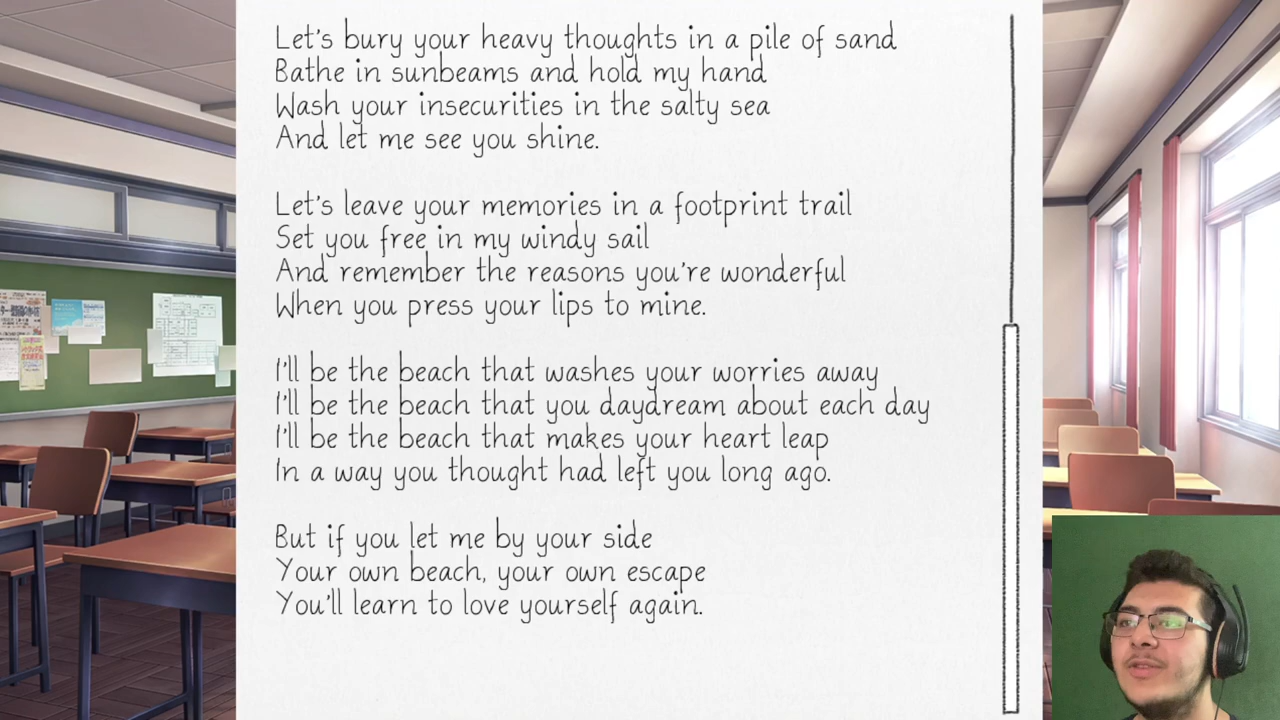 Let's bury your heavy thoughts in a pile of sand
Bathe in sunbeams and hold my hand
Wash your insecurities in the salty sea
And let me see you shine.
Let's leave your memories in a footprint trail
Set you free in my windy sail
And remember the reasons you're wonderful
When you press your lips to mine.
I'll be the beach that washes your worries away
I'll be the beach that you daydream about each day
I'll be the beach that makes your heart leap
In a way you thought had left you long ago.
But if you let me by your side
Your own beach, your own escape
You'll learn to love yourself again.